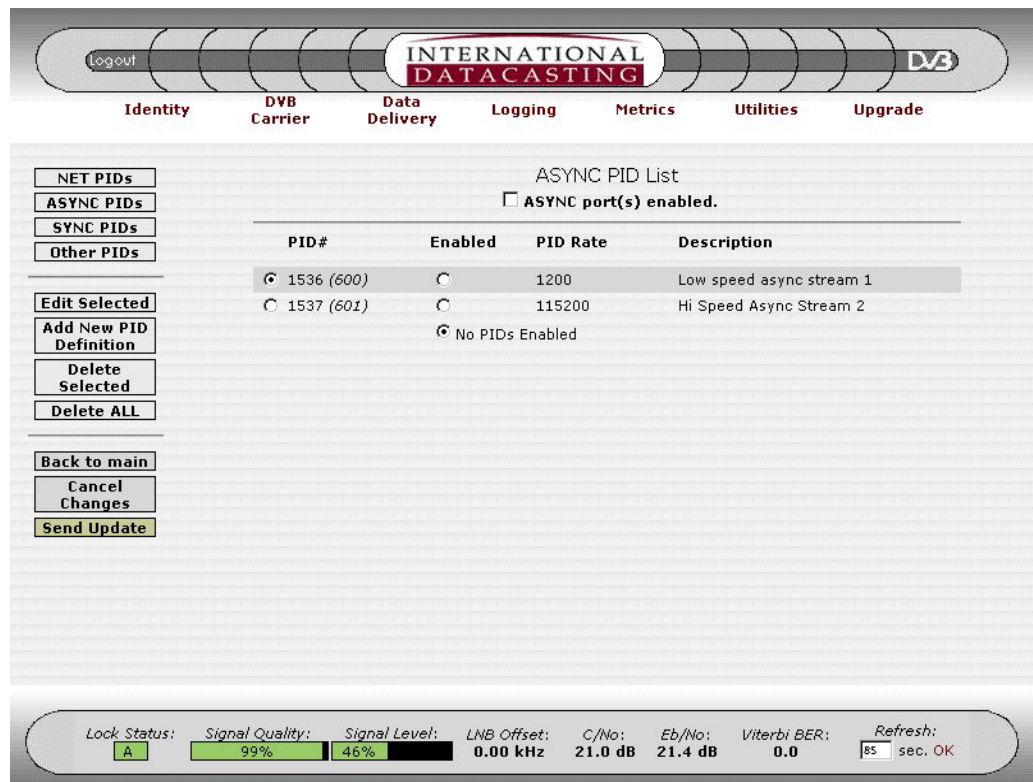 Logout
INTERNATIONAL
DATACASTING
DVB
Identity
DVB
Carrier
Data
Delivery
Logging
Metrics
Utilities
Upgrade
NET PIDs
ASYNC PIDs
SYNC PIDs
Other PIDs
Edit Selected
Add New PID
Definition
Delete
Selected
Delete ALL
Back to main
Cancel
Changes
Send Update
ASYNC PID List
ASYNC port(s) enabled.
PID# Enabled PID Rate Description
1536 (600) 1200 Low speed async stream 1
1537 (601) 115200 Hi Speed Async Stream 2
No PIDs Enabled
Lock Status: Signal Quality: Signal Level: LNB Offset: C/No: Eb/No: Viterbi BER: Refresh:
A 99% 46% 0.00 kHz 21.0 dB 21.4 dB 0.0 85 sec. OK